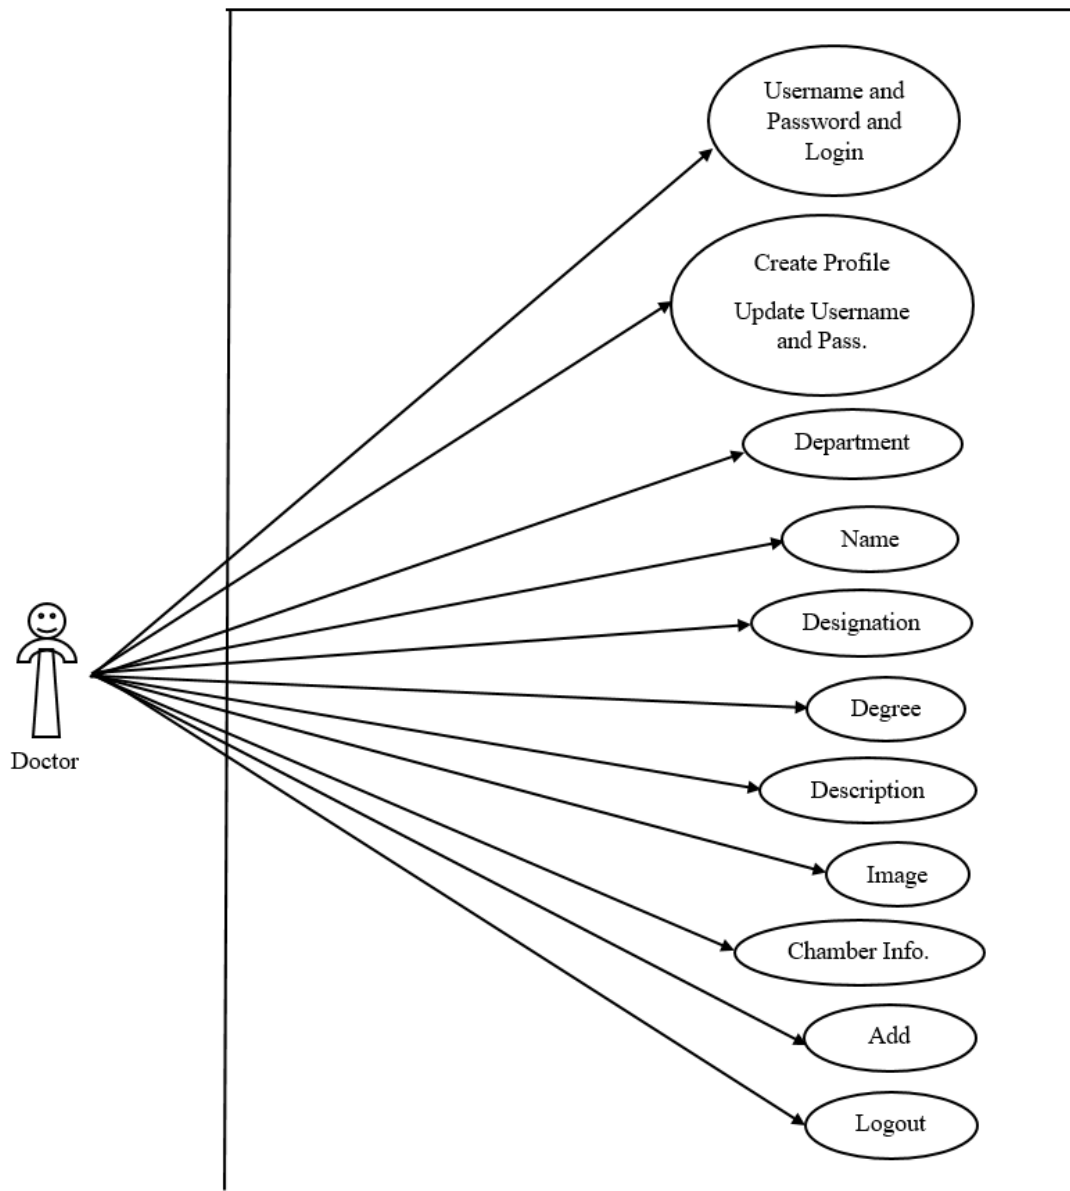 Username and
Password and
Login
Create Profile
Update Username
and Pass.
Department
Name
Designation
Degree
Doctor
Description
Image
Chamber Info.
Add
Logout